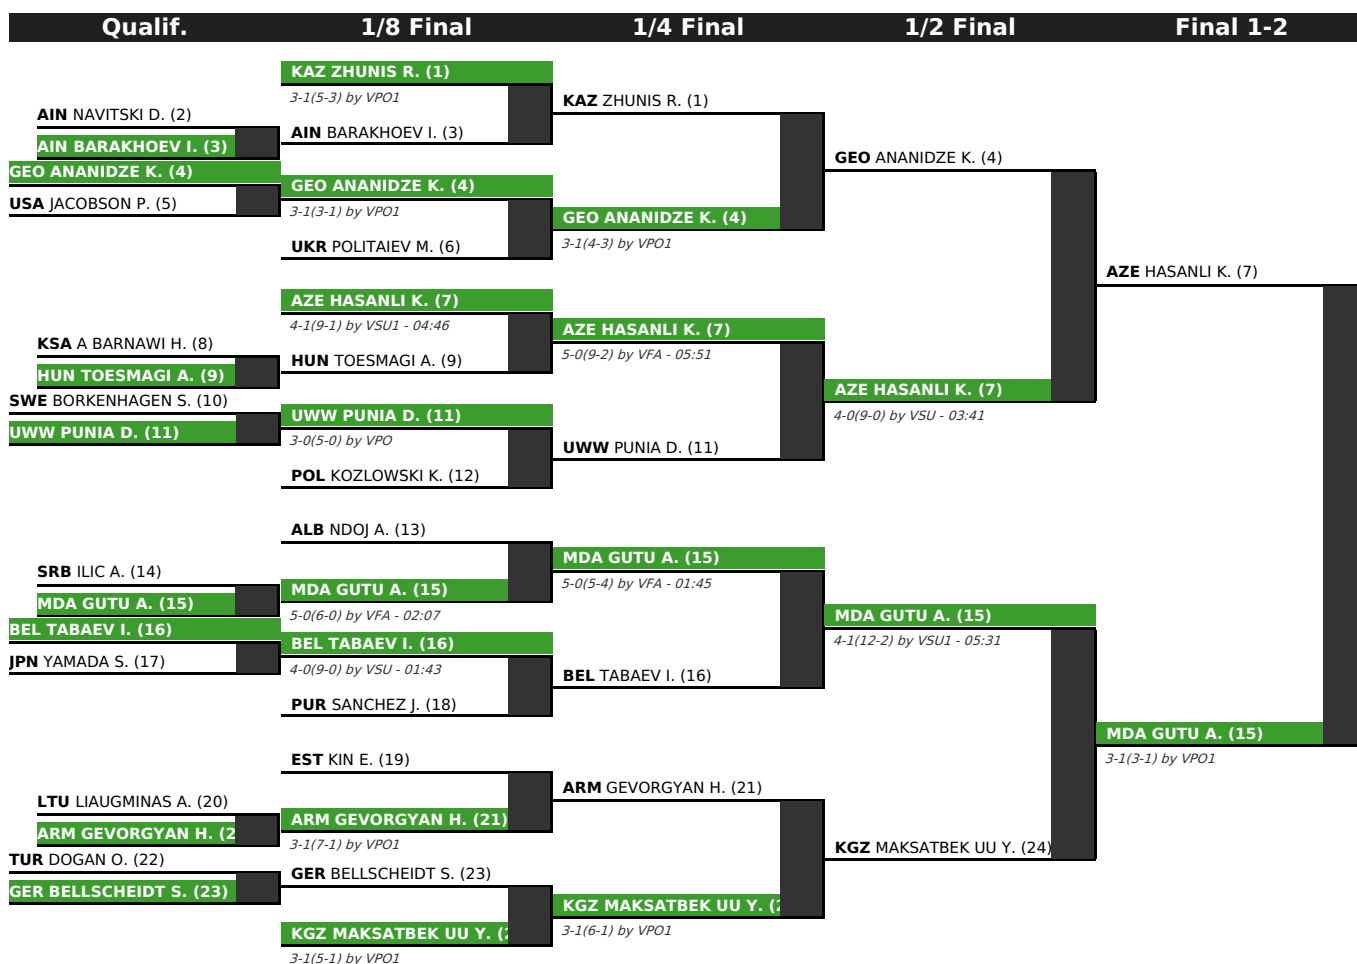 Qualif.
1/8 Final
1/4 Final
1/2 Final
Final 1-2
AIN NAVITSKI D. (2)
AIN BARAKHOEV I. (3)
GEO ANANIDZE K. (4)
USA JACOBSON P. (5)
KSA A BARNAWI H. (8)
HUN TOESMAGI A. (9)
SWE BORKENHAGEN S. (10)
UWW PUNIA D. (11)
SRB ILIC A. (14)
MDA GUTU A. (15)
BEL TABAEV I. (16)
JPN YAMADA S. (17)
LTU LIAUGMINAS A. (20)
ARM GEVORGYAN H. (2
TUR DOGAN O. (22)
GER BELLSCHEIDT S. (23)
KAZ ZHUNIS R. (1)
3-1(5-3) by VPO1
AIN BARAKHOEV I. (3)
GEO ANANIDZE K. (4)
3-1(3-1) by VPO1
UKR POLITAIEV M. (6)
AZE HASANLI K. (7)
4-1(9-1) by VSU1 - 04:46
HUN TOESMAGI A. (9)
UWW PUNIA D. (11)
3-0(5-0) by VPO
POL KOZLOWSKI K. (12)
ALB NDOJ A. (13)
MDA GUTU A. (15)
5-0(6-0) by VFA - 02:07
BEL TABAEV I. (16)
4-0(9-0) by VSU - 01:43
PUR SANCHEZ J. (18)
EST KIN E. (19)
ARM GEVORGYAN H. (21)
3-1(7-1) by VPO1
GER BELLSCHEIDT S. (23)
KGZ MAKSATBEK UU Y. (2
3-1(5-1) by VPO1
KAZ ZHUNIS R. (1)
GEO ANANIDZE K. (4)
3-1(4-3) by VPO1
AZE HASANLI K. (7)
5-0(9-2) by VFA - 05:51
UWW PUNIA D. (11)
MDA GUTU A. (15)
5-0(5-4) by VFA - 01:45
BEL TABAEV I. (16)
ARM GEVORGYAN H. (21)
KGZ MAKSATBEK UU Y. (2
3-1(6-1) by VPO1
GEO ANANIDZE K. (4)
AZE HASANLI K. (7)
4-0(9-0) by VSU - 03:41
MDA GUTU A. (15)
4-1(12-2) by VSU1 - 05:31
KGZ MAKSATBEK UU Y. (24)
AZE HASANLI K. (7)
MDA GUTU A. (15)
3-1(3-1) by VPO1